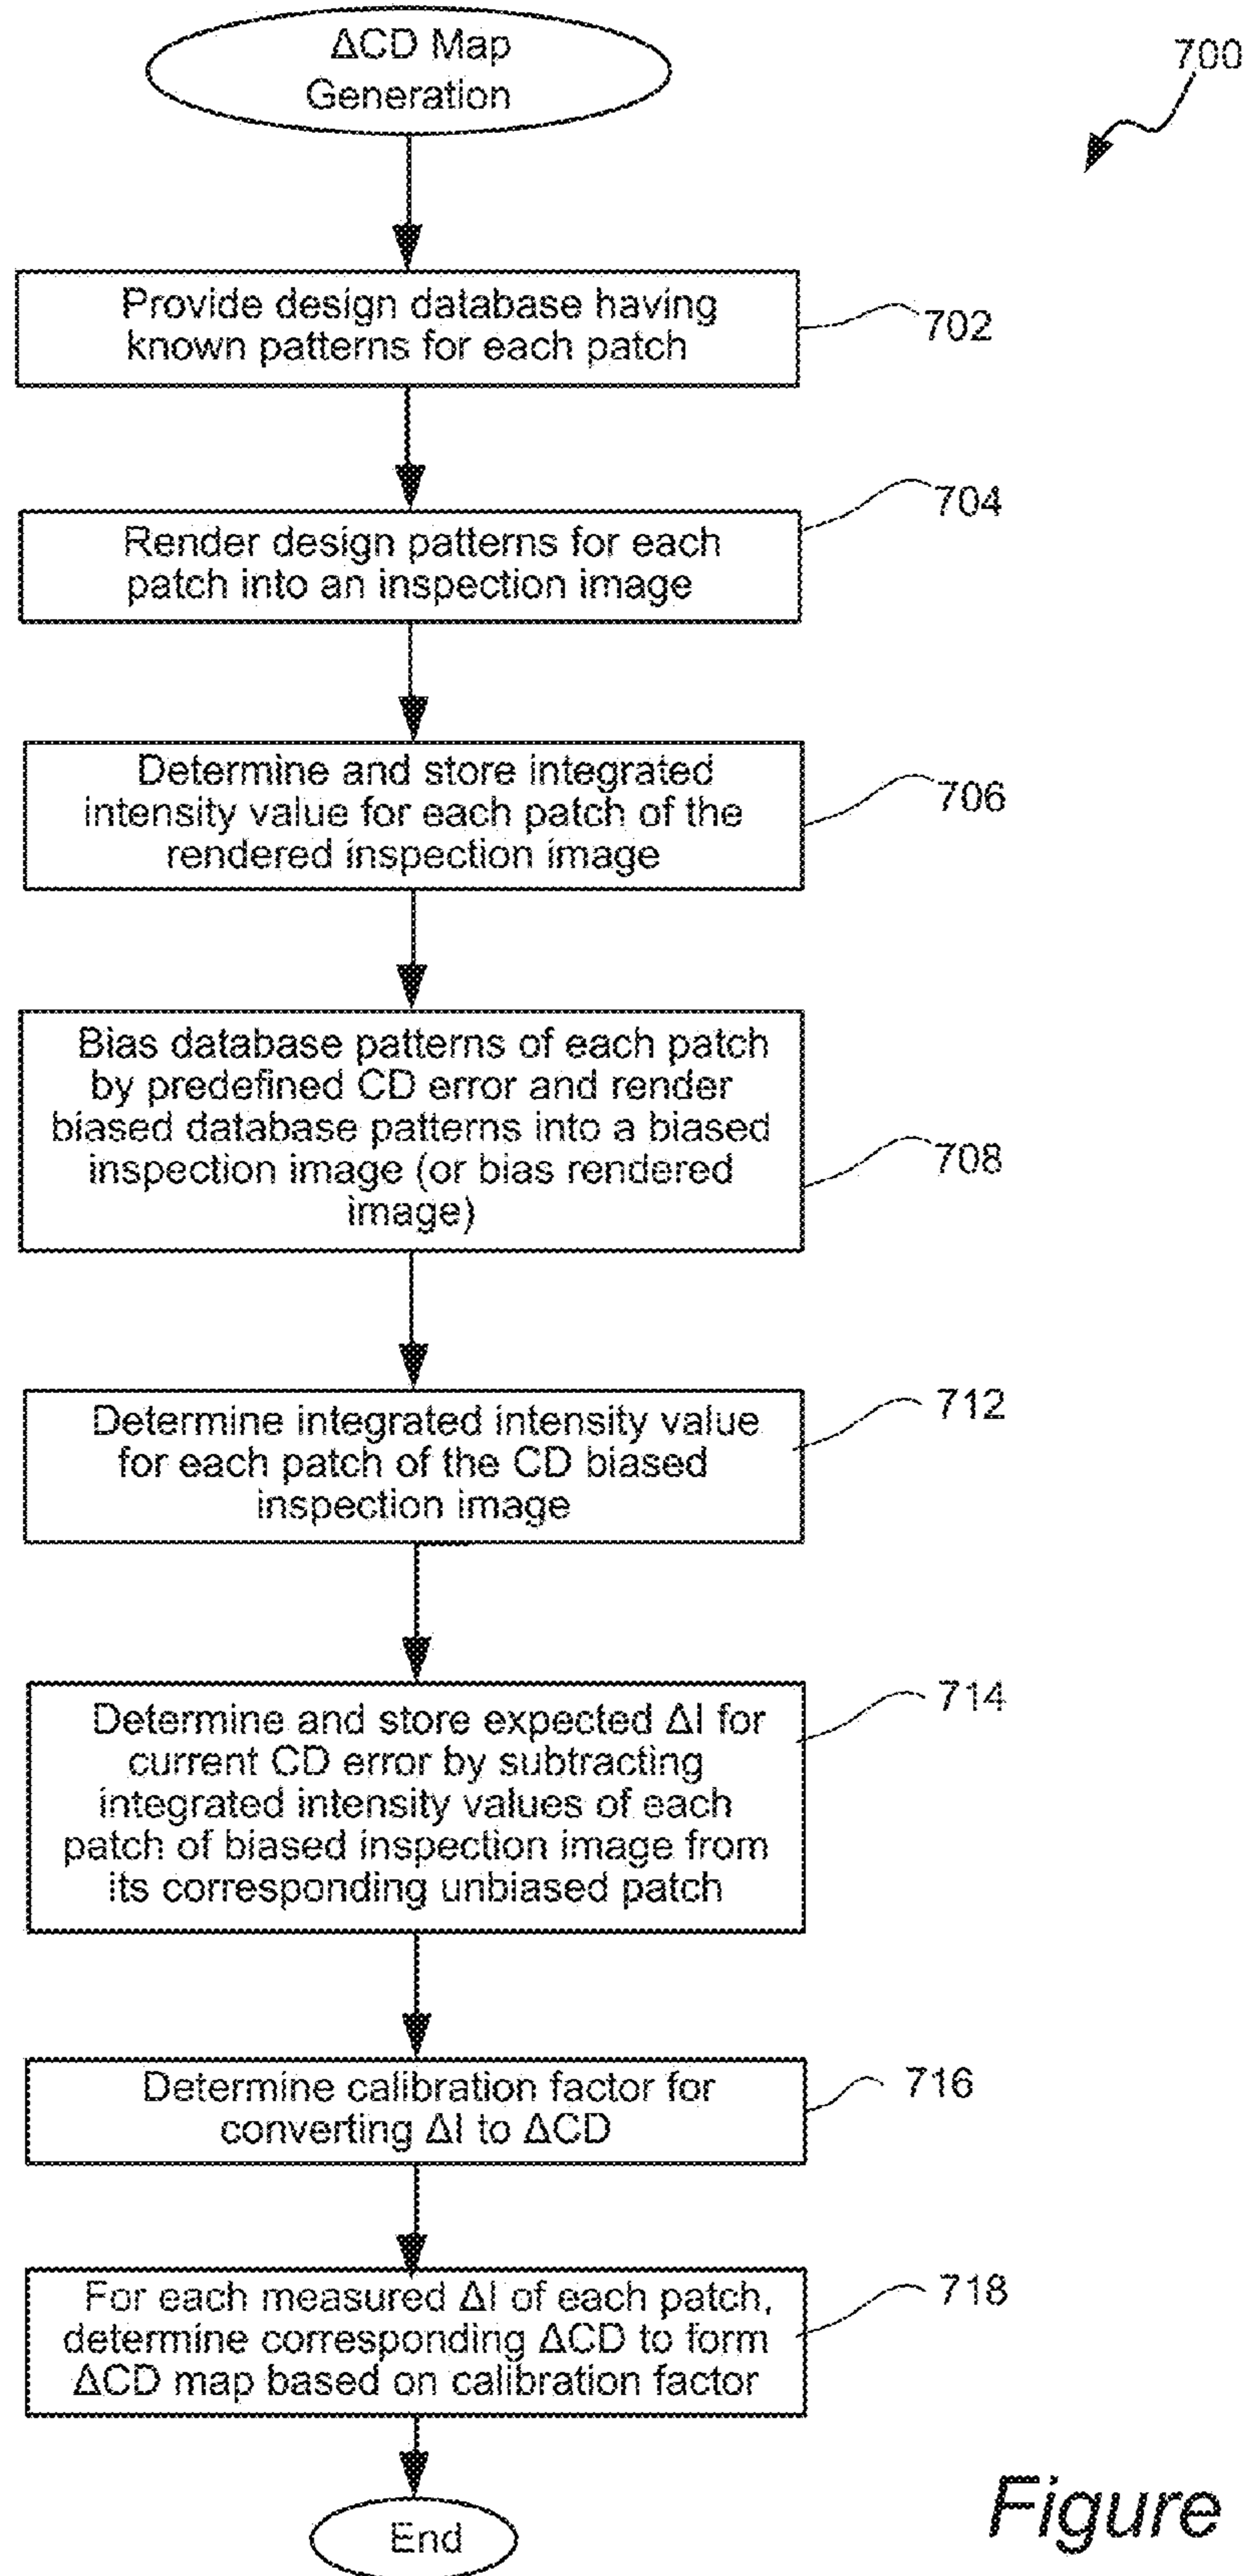 ΔCD Map
Generation
700
Provide design database having
known patterns for each patch
702
Render design patterns for each
patch into an inspection image
704
Determine and store integrated
intensity value for each patch of the
rendered inspection image
706
Bias database patterns of each patch
by predefined CD error and render
biased database patterns into a biased
inspection image (or bias rendered
image)
708
Determine integrated intensity value
for each patch of the CD biased
inspection image
712
Determine and store expected ΔI for
current CD error by subtracting
integrated intensity values of each
patch of biased inspection image from
its corresponding unbiased patch
714
Determine calibration factor for
converting ΔI to ΔCD
716
For each measured ΔI of each patch,
determine corresponding ΔCD to form
ΔCD map based on calibration factor
718
End
Figure